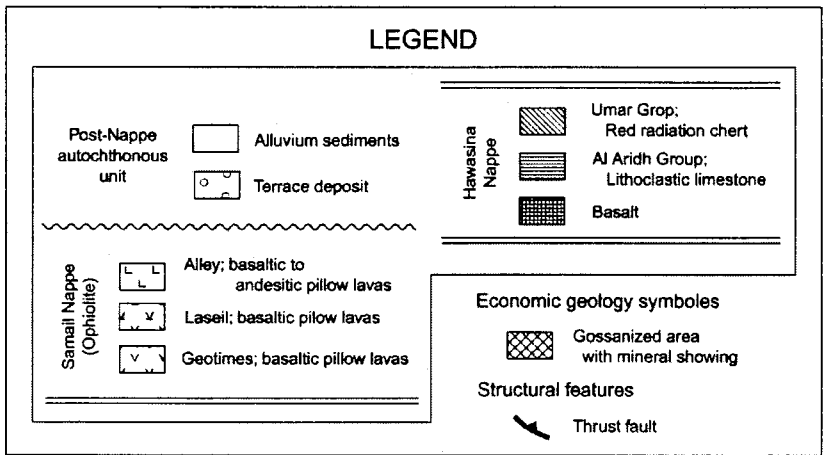 LEGEND
Post-Nappe
autochthonous
unit
Alluvium sediments
Terrace deposit
Samail Nappe
(Ophiolite)
Alley; basaltic to
andesitic pillow lavas
Laseil; basaltic pilow lavas
Geotimes; basaltic pillow lavas
Hawasina
Nappe
Umar Grop;
Red radiation chert
Al Aridh Group;
Lithoclastic limestone
Basalt
Economic geology symboles
Gossanized area
with mineral showing
Structural features
Thrust fault